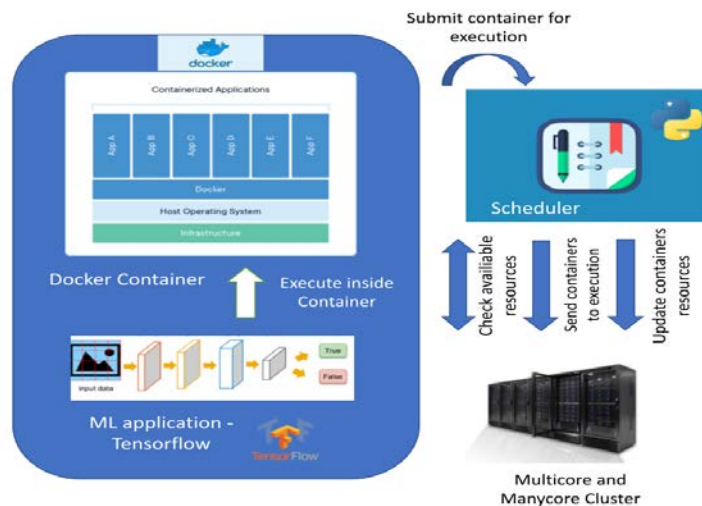 docker
Containerized Applications
App A
App B
App C
App D
App E
App F
Docker
Host Operating System
Infrastructure
Docker Container
Execute inside
Container
input data
True
False
ML application -
Tensorflow
TensorFlow
Submit container for
execution
Scheduler
Check availiable
resources
Send containers
to execution
Update containers
resources
Multicore and
Manycore Cluster